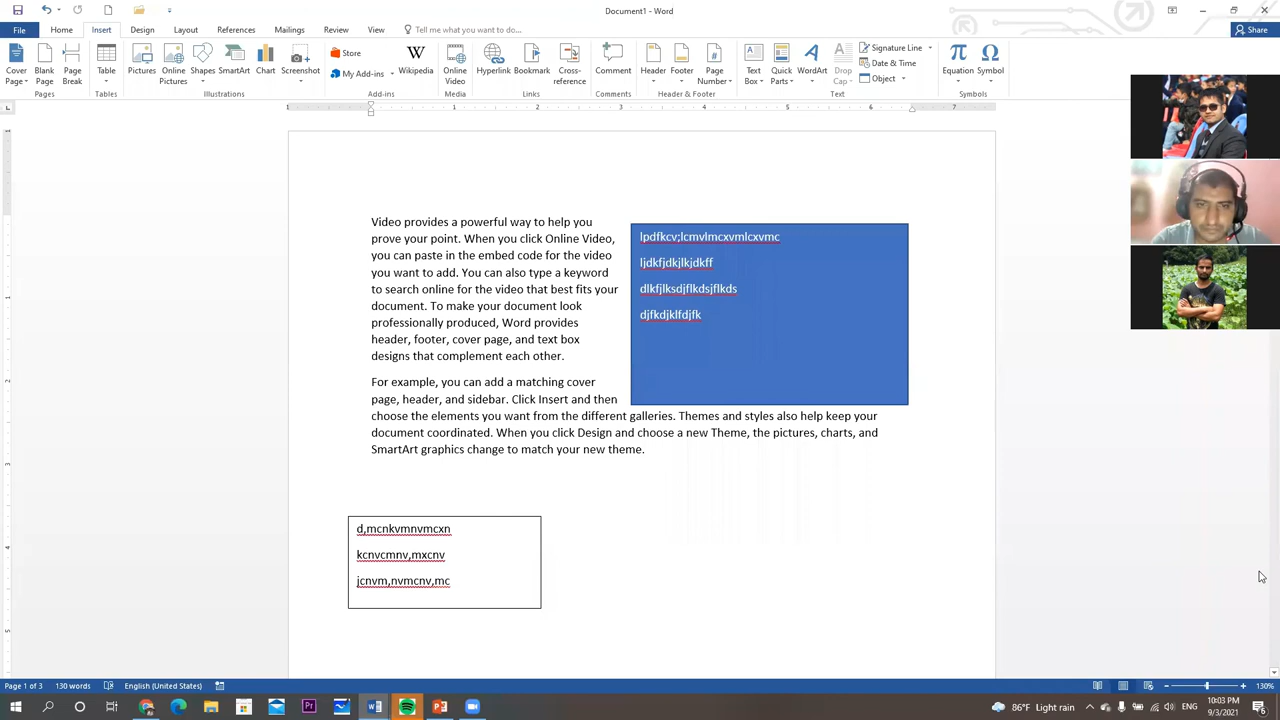 Document1 - Word
File Home Insert Design Layout References Mailings Review View Tell me what you want to do... Share
Cover Page Blank Page Page Break Table Pictures Online Pictures Shapes SmartArt Chart Screenshot Store My Add-ins Wikipedia Online Video Hyperlink Bookmark Cross-reference Comment Header Footer Page Number Text Box Quick Parts WordArt Drop Cap Signature Line Date & Time Object Equation Symbol
Pages Tables Illustrations Add-ins Media Links Comments Header & Footer Text Symbols
1 1 2 3 4 5 6 7
Video provides a powerful way to help you
prove your point. When you click Online Video,
you can paste in the embed code for the video
you want to add. You can also type a keyword
to search online for the video that best fits your
document. To make your document look
professionally produced, Word provides
header, footer, cover page, and text box
designs that complement each other.
For example, you can add a matching cover
page, header, and sidebar. Click Insert and then
choose the elements you want from the different galleries. Themes and styles also help keep your
document coordinated. When you click Design and choose a new Theme, the pictures, charts, and
SmartArt graphics change to match your new theme.
lpdfkcv;lcmvlmcxvmlcxvmc
ljdkfjdkjlkjdkff
dlkfjlksdjflkdsjflkds
djfkdjklfdjfk
d,mcnkvmnvmcxn
kcnvcmnv,mxcnv
jcnvm,nvmcnv,mc
Page 1 of 3 130 words English (United States) 130%
86°F Light rain ENG 10:03 PM
9/3/2021